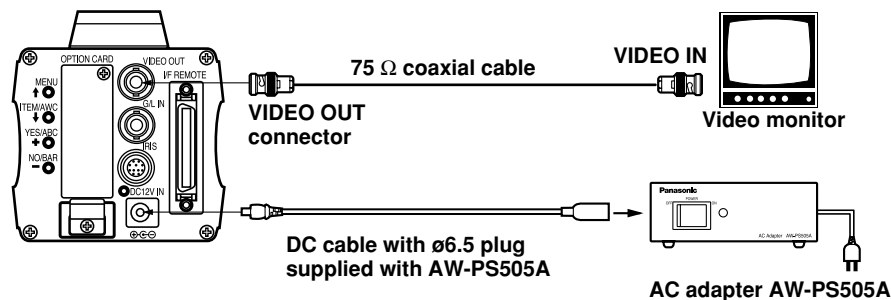 OPTION CARD
VIDEO OUT
I/F REMOTE
MENU
ITEM/AWC
YES/ABC
+
NO/BAR
−
G/L IN
IRIS
DC12V IN
75 Ω coaxial cable
VIDEO OUT
connector
VIDEO IN
Video monitor
DC cable with ø6.5 plug
supplied with AW-PS505A
Panasonic
POWER
OFF
ON
AC Adapter AW-PS505A
AC adapter AW-PS505A